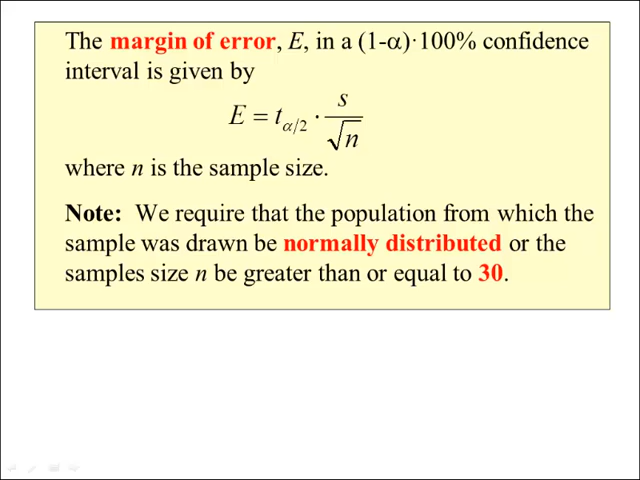 The margin of error, E, in a (1-α)·100% confidence
interval is given by
E = t_{α/2} · s/√n
where n is the sample size.
Note: We require that the population from which the
sample was drawn be normally distributed or the
samples size n be greater than or equal to 30.